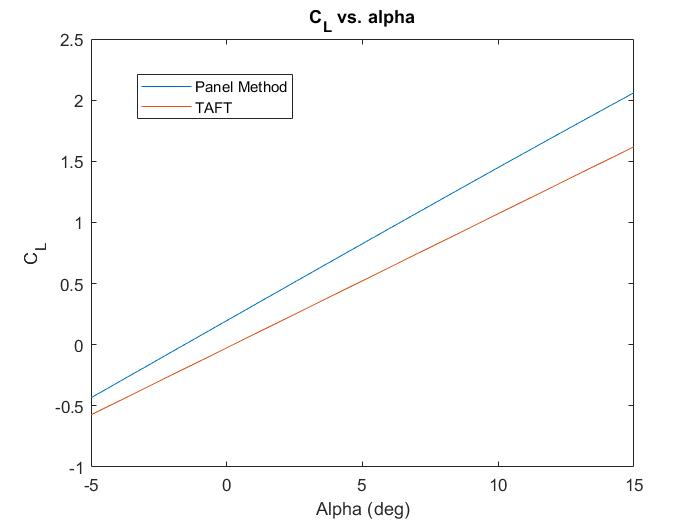 C_L vs. alpha
2.5
2
1.5
1
0.5
0
-0.5
-1
C_L
Panel Method
TAFT
-5 0 5 10 15
Alpha (deg)